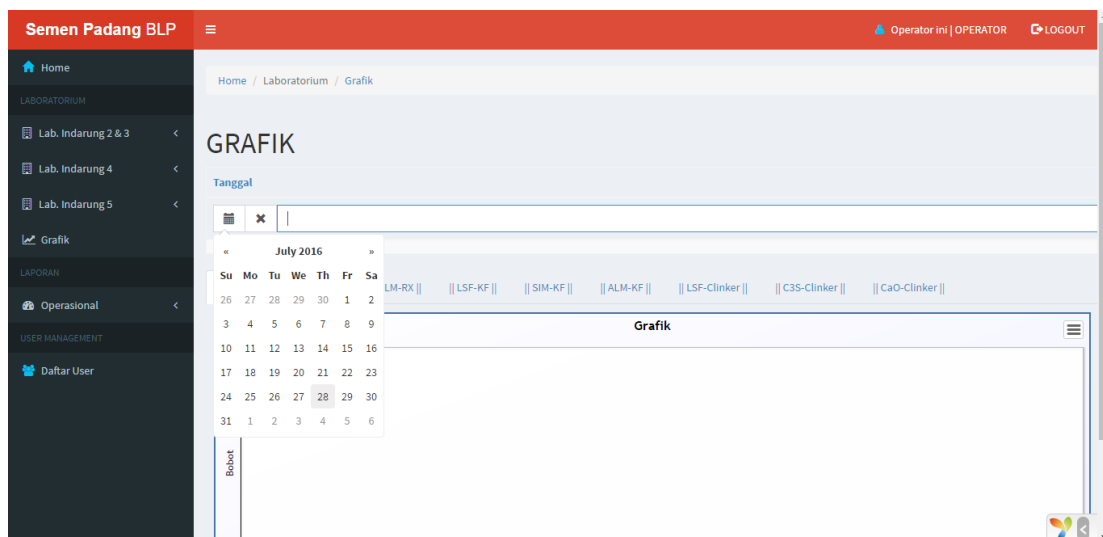 Semen Padang BLP
Operator ini | OPERATOR
LOGOUT
Home
LABORATORIUM
Lab. Indarung 2 & 3
Lab. Indarung 4
Lab. Indarung 5
Grafik
LAPORAN
Operasional
USER MANAGEMENT
Daftar User
Home / Laboratorium / Grafik
GRAFIK
Tanggal
« July 2016 »
Su Mo Tu We Th Fr Sa
26 27 28 29 30 1 2
3 4 5 6 7 8 9
10 11 12 13 14 15 16
17 18 19 20 21 22 23
24 25 26 27 28 29 30
31 1 2 3 4 5 6
LM-RX || || LSF-KF || || SIM-KF || || ALM-KF || || LSF-Clinker || || C3S-Clinker || || CaO-Clinker ||
Grafik
Bobot